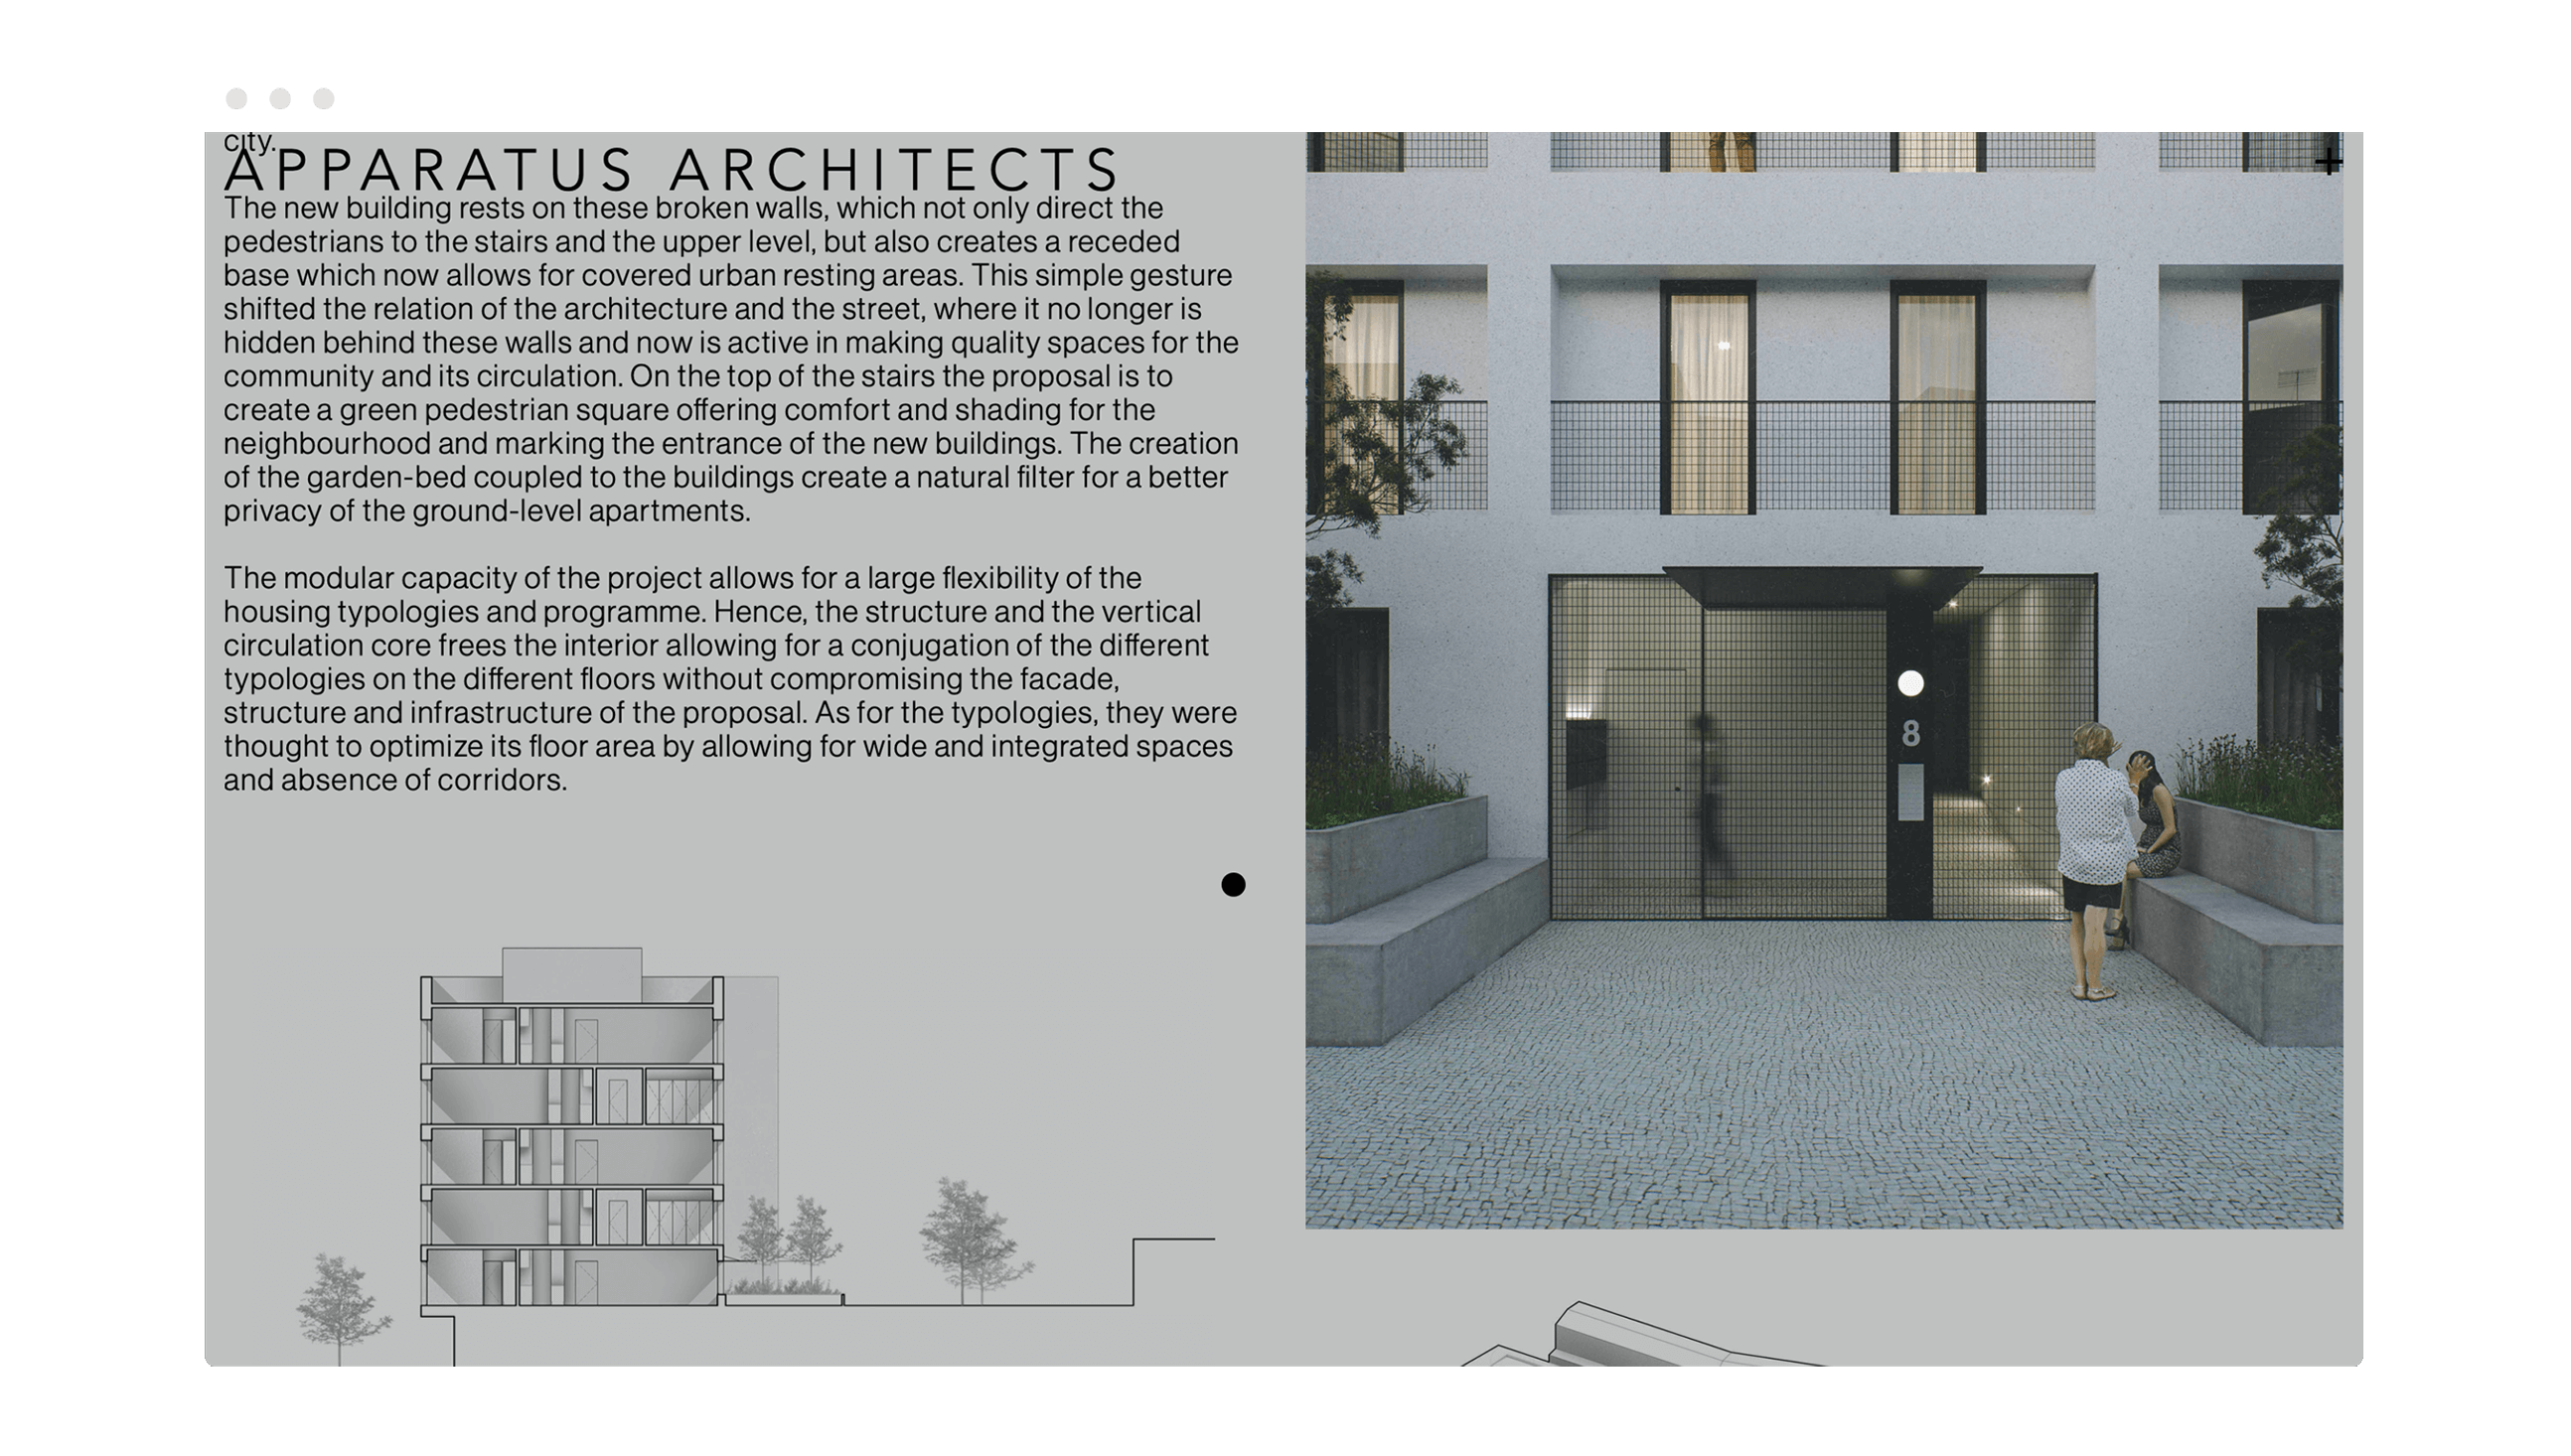 city.
APPARATUS ARCHITECTS
The new building rests on these broken walls, which not only direct the
pedestrians to the stairs and the upper level, but also creates a receded
base which now allows for covered urban resting areas. This simple gesture
shifted the relation of the architecture and the street, where it no longer is
hidden behind these walls and now is active in making quality spaces for the
community and its circulation. On the top of the stairs the proposal is to
create a green pedestrian square offering comfort and shading for the
neighbourhood and marking the entrance of the new buildings. The creation
of the garden-bed coupled to the buildings create a natural filter for a better
privacy of the ground-level apartments.
The modular capacity of the project allows for a large flexibility of the
housing typologies and programme. Hence, the structure and the vertical
circulation core frees the interior allowing for a conjugation of the different
typologies on the different floors without compromising the facade,
structure and infrastructure of the proposal. As for the typologies, they were
thought to optimize its floor area by allowing for wide and integrated spaces
and absence of corridors.
+
8